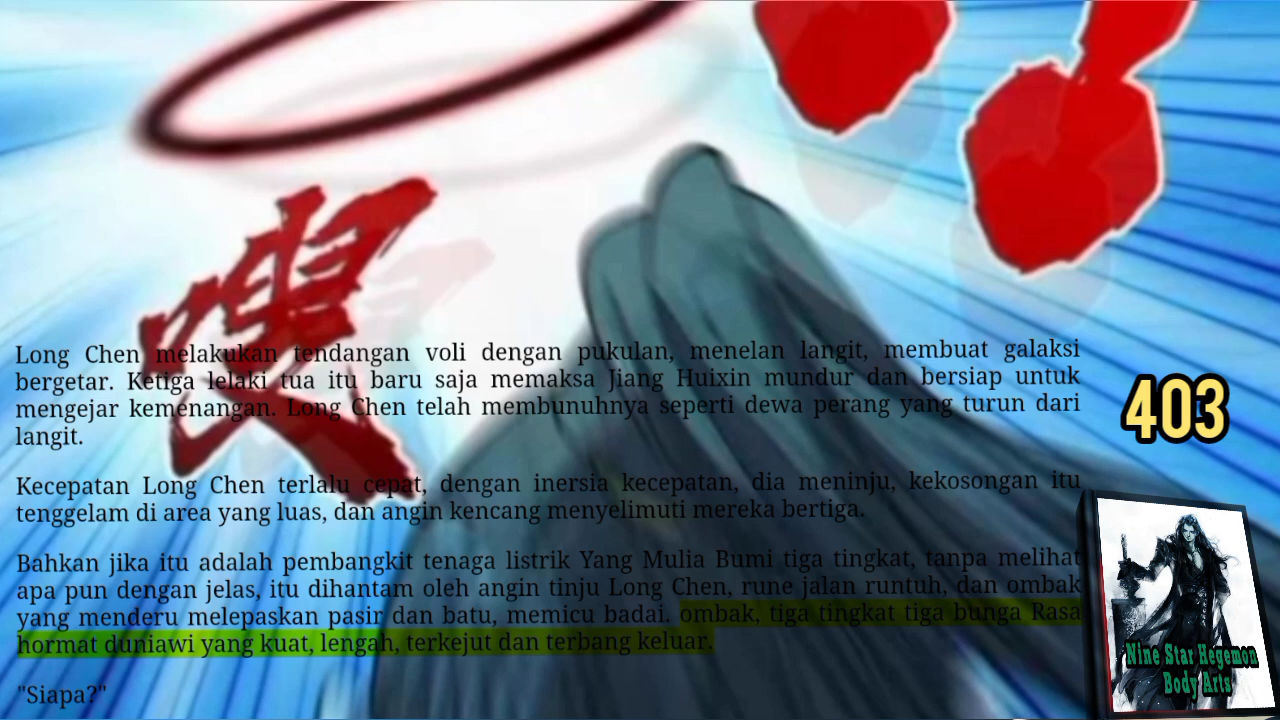 嘿
Long Chen melakukan tendangan voli dengan pukulan, menelan langit, membuat galaksi
bergetar. Ketiga lelaki tua itu baru saja memaksa Jiang Huixin mundur dan bersiap untuk
mengejar kemenangan. Long Chen telah membunuhnya seperti dewa perang yang turun dari
langit.
Kecepatan Long Chen terlalu cepat, dengan inersia kecepatan, dia meninju, kekosongan itu
tenggelam di area yang luas, dan angin kencang menyelimuti mereka bertiga.
Bahkan jika itu adalah pembangkit tenaga listrik Yang Mulia Bumi tiga tingkat, tanpa melihat
apa pun dengan jelas, itu dihantam oleh angin tinju Long Chen, rune jalan runtuh, dan ombak
yang menderu melepaskan pasir dan batu, memicu badai. ombak, tiga tingkat tiga bunga Rasa
hormat duniawi yang kuat, lengah, terkejut dan terbang keluar.
"Siapa?"
403
Nine Star Hegemon
Body Arts